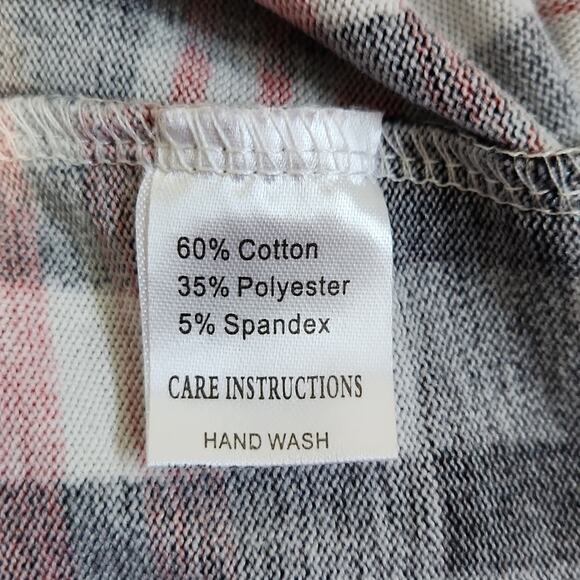 60% Cotton
35% Polyester
5% Spandex
CARE INSTRUCTIONS
HAND WASH